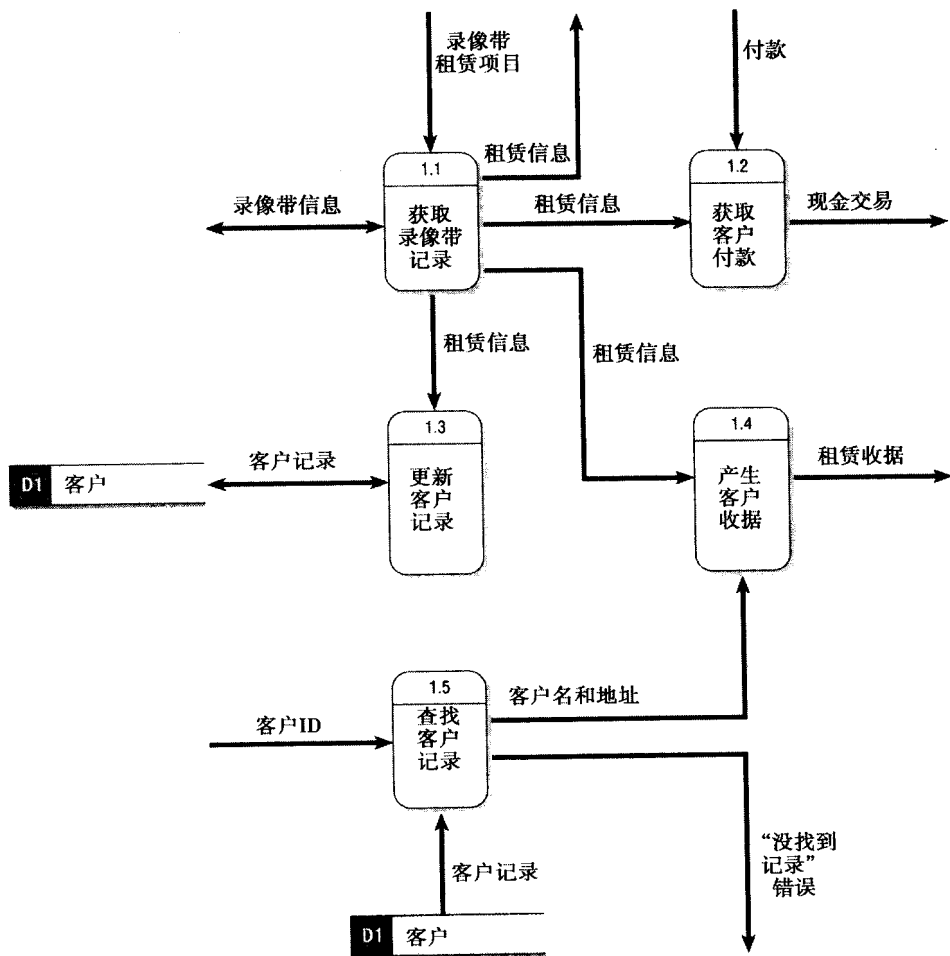 录像带
租赁项目
付款
租赁信息
1.1
获取
录像带
记录
录像带信息
租赁信息
1.2
获取
客户
付款
现金交易
租赁信息
租赁信息
1.3
更新
客户
记录
D1 客户
客户记录
1.4
产生
客户
收据
租赁收据
1.5
查找
客户
记录
客户ID
客户名和地址
“没找到
记录”
错误
客户记录
D1 客户